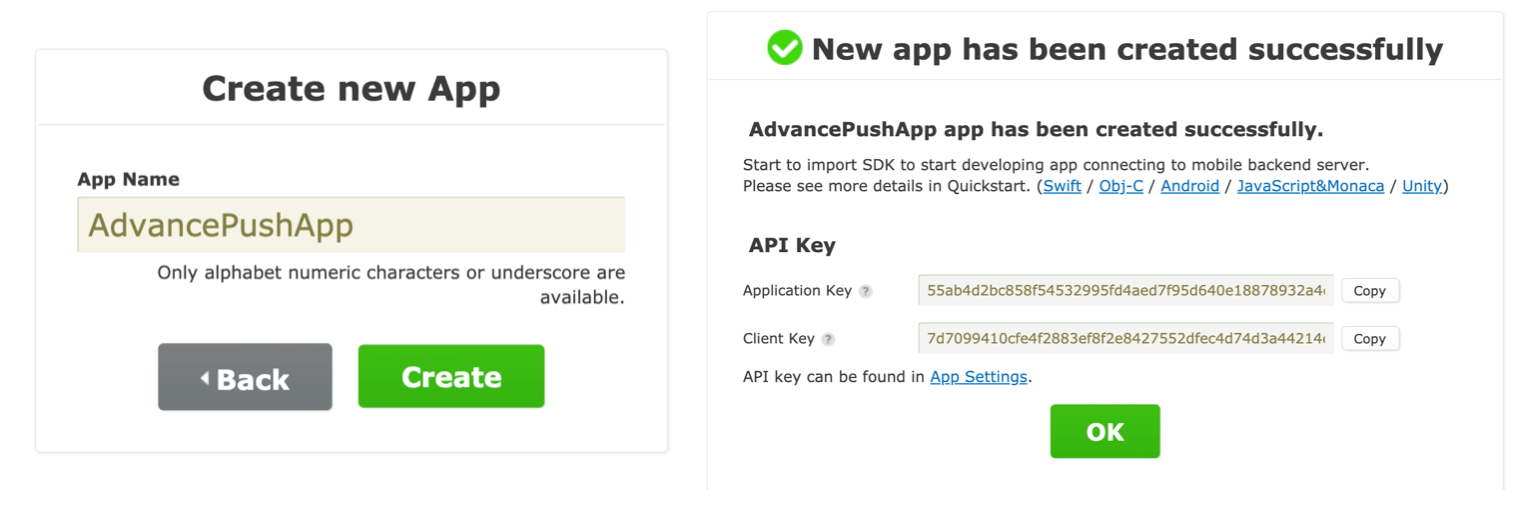 Create new App
App Name
AdvancePushApp
Only alphabet numeric characters or underscore are
available.
Back
Create
New app has been created successfully
AdvancePushApp app has been created successfully.
Start to import SDK to start developing app connecting to mobile backend server.
Please see more details in Quickstart. (Swift / Obj-C / Android / JavaScript&Monaca / Unity)
API Key
Application Key ? 55ab4d2bc858f54532995fd4aed7f95d640e18878932a4 Copy
Client Key ? 7d7099410cfe4f2883ef8f2e8427552dfec4d74d3a44214 Copy
API key can be found in App Settings.
OK